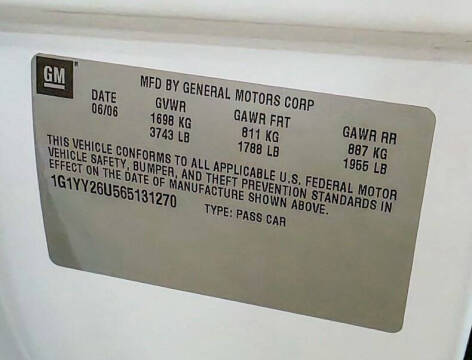 GM
MFD BY GENERAL MOTORS CORP
DATE GVWR GAWR FRT GAWR RR
06/06 1698 KG 811 KG 887 KG
3743 LB 1788 LB 1955 LB
THIS VEHICLE CONFORMS TO ALL APPLICABLE U.S. FEDERAL MOTOR
VEHICLE SAFETY, BUMPER, AND THEFT PREVENTION STANDARDS IN
EFFECT ON THE DATE OF MANUFACTURE SHOWN ABOVE.
1G1YY26U565131270 TYPE: PASS CAR